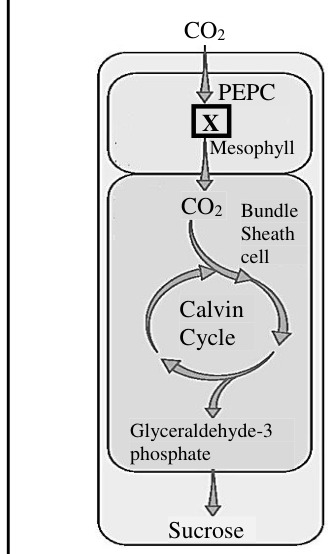 CO₂
PEPC
X
Mesophyll
CO₂
Bundle
Sheath
cell
Calvin
Cycle
Glyceraldehyde-3
phosphate
Sucrose